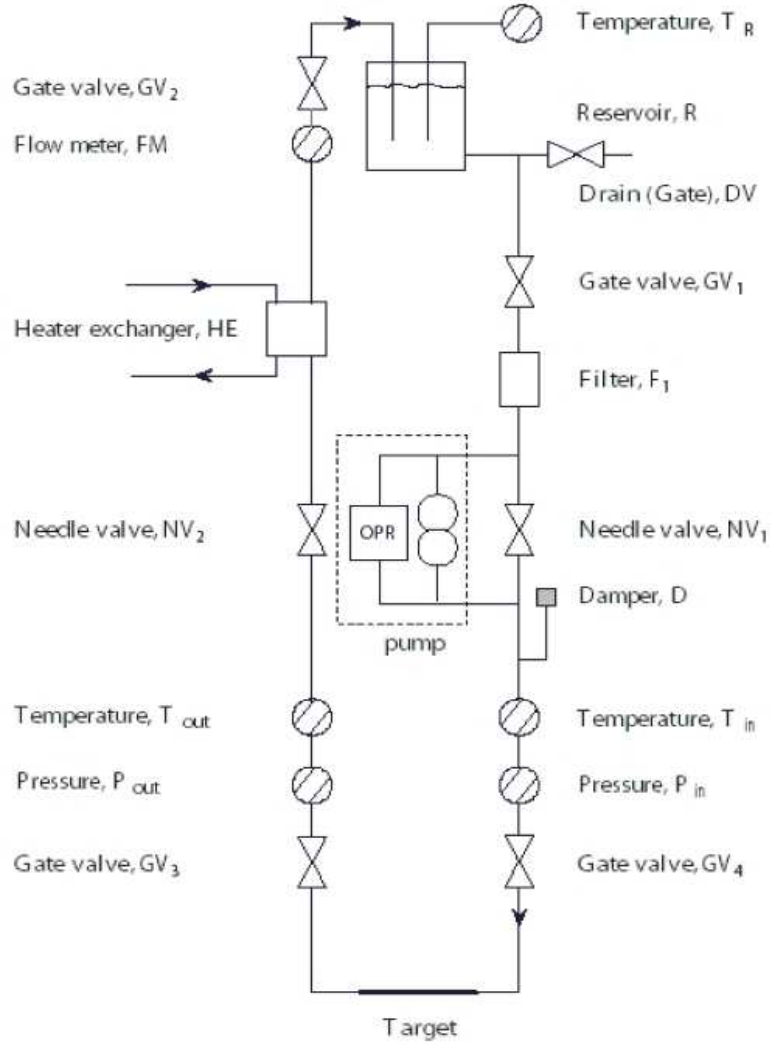 Temperature, T R
Gate valve, GV2
Reservoir, R
Flow meter, FM
Drain (Gate), DV
Gate valve, GV1
Heater exchanger, HE
Filter, F1
Needle valve, NV2
OPR
Needle valve, NV1
Damper, D
pump
Temperature, T out
Temperature, T in
Pressure, P out
Pressure, P in
Gate valve, GV3
Gate valve, GV4
Target